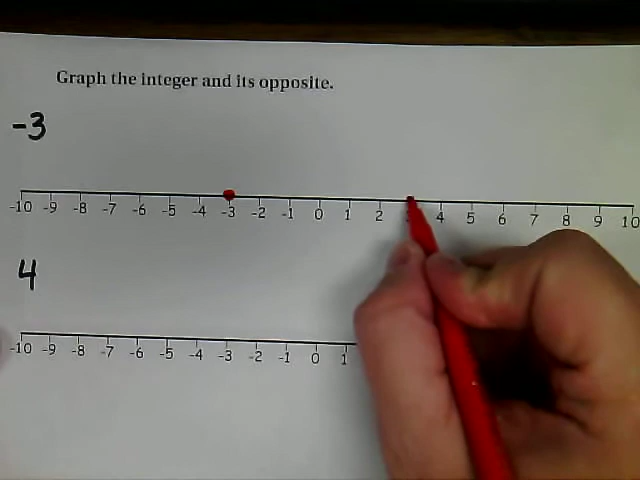 Graph the integer and its opposite.
-3
-10 -9 -8 -7 -6 -5 -4 -3 -2 -1 0 1 2 4 5 6 7 8 9 10
4
-10 -9 -8 -7 -6 -5 -4 -3 -2 -1 0 1